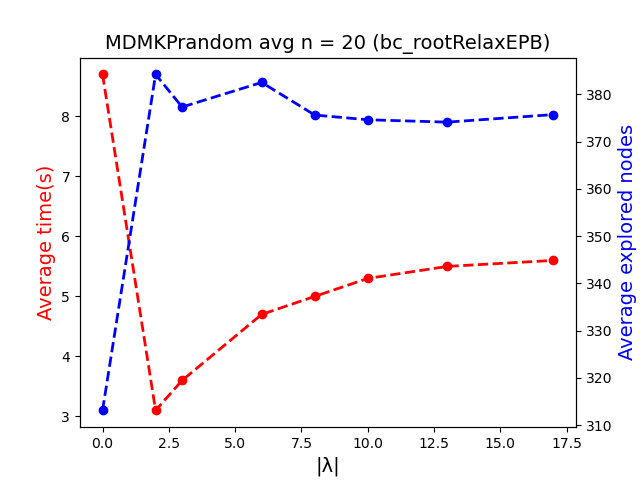 MDMKPrandom avg n = 20 (bc_rootRelaxEPB)
Average time(s)
8
7
6
5
4
3
380
370
360
350
340
330
320
310
Average explored nodes
0.0 2.5 5.0 7.5 10.0 12.5 15.0 17.5
|λ|